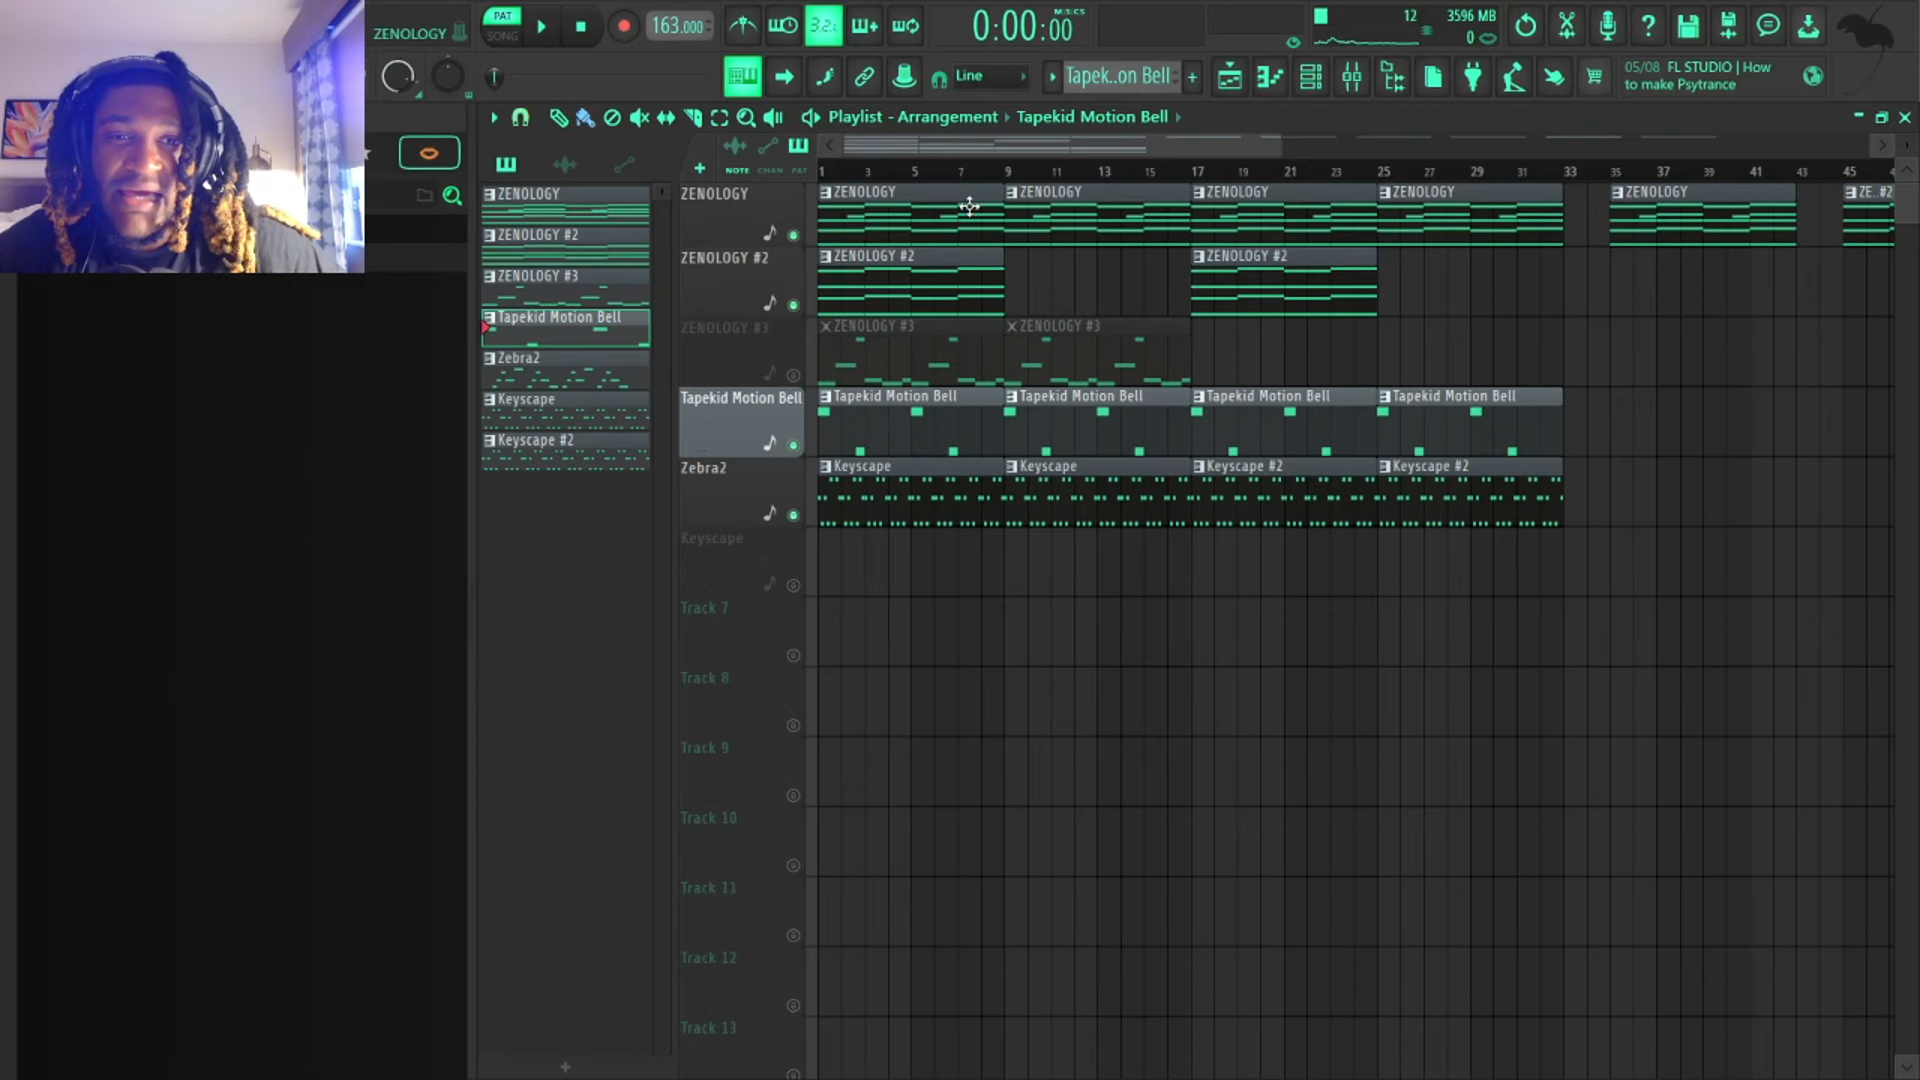 ZENOLOGY
PAT
SONG
163.000
3.2.1
0:00:00
M:S:CS
12
3596 MB
0
Line
Tapek..on Bell
05/08 FL STUDIO | How
to make Psytrance
Playlist - Arrangement › Tapekid Motion Bell
NOTE CHAN PAT
1 3 5 7 9 11 13 15 17 19 21 23 25 27 29 31 33 35 37 39 41 43 45
ZENOLOGY
ZENOLOGY #2
ZENOLOGY #3
Tapekid Motion Bell
Zebra2
Keyscape
Keyscape #2
ZENOLOGY
ZENOLOGY ZENOLOGY ZENOLOGY ZENOLOGY ZENOLOGY ZE..#2
ZENOLOGY #2
ZENOLOGY #2 ZENOLOGY #2
ZENOLOGY #3
ZENOLOGY #3 ZENOLOGY #3
Tapekid Motion Bell
Tapekid Motion Bell Tapekid Motion Bell Tapekid Motion Bell Tapekid Motion Bell
Zebra2
Keyscape Keyscape Keyscape #2 Keyscape #2
Keyscape
Track 7
Track 8
Track 9
Track 10
Track 11
Track 12
Track 13